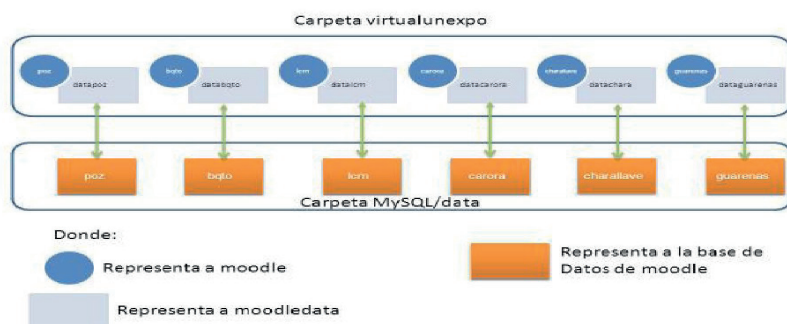 Carpeta virtualunexpo
poz
datapoz
bqto
databqto
lcm
datalcm
carora
datacarora
charallave
datachara
guarenas
dataguarenas
poz
bqto
lcm
carora
charallave
guarenas
Carpeta MySQL/data
Donde:
Representa a moodle
Representa a moodledata
Representa a la base de
Datos de moodle